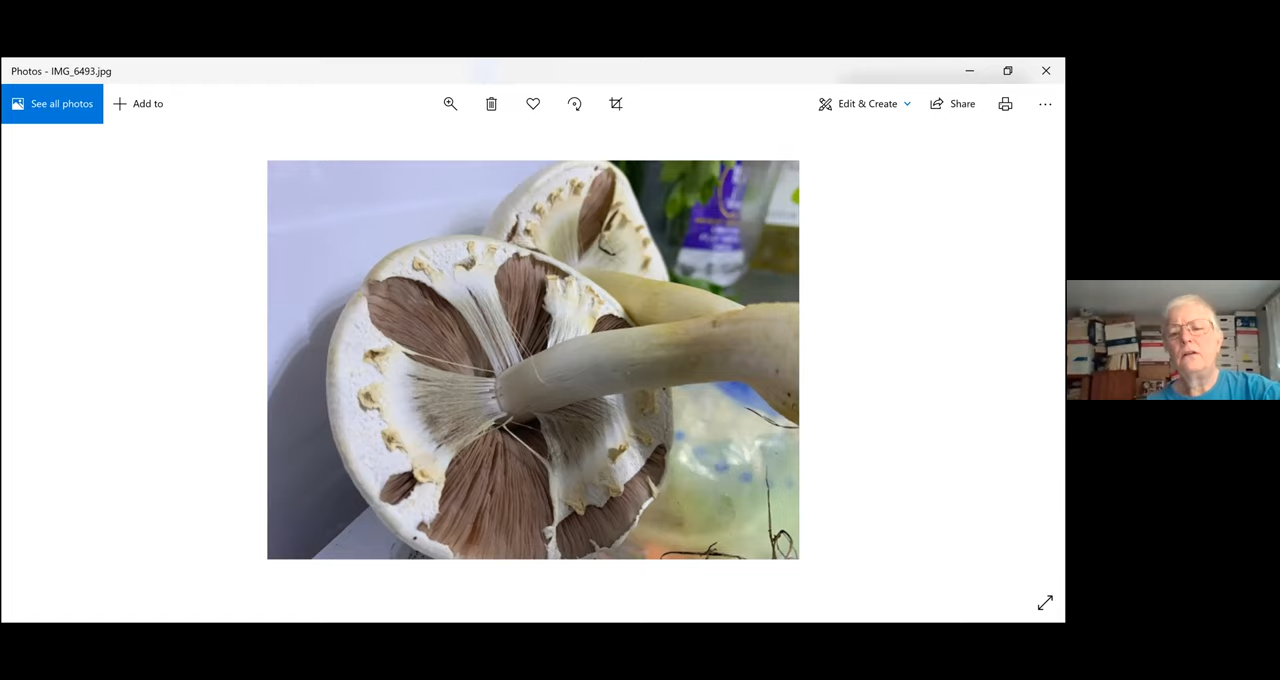 Photos - IMG_6493.jpg
See all photos
Add to
Edit & Create
Share